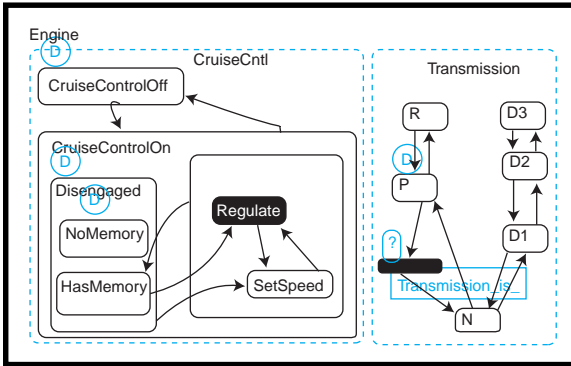 Engine
D
CruiseCntl
CruiseControlOff
CruiseControlOn
D
Disengaged
D
NoMemory
HasMemory
Regulate
SetSpeed
Transmission
R
D3
D
D2
P
?
D1
Transmission_is_
N